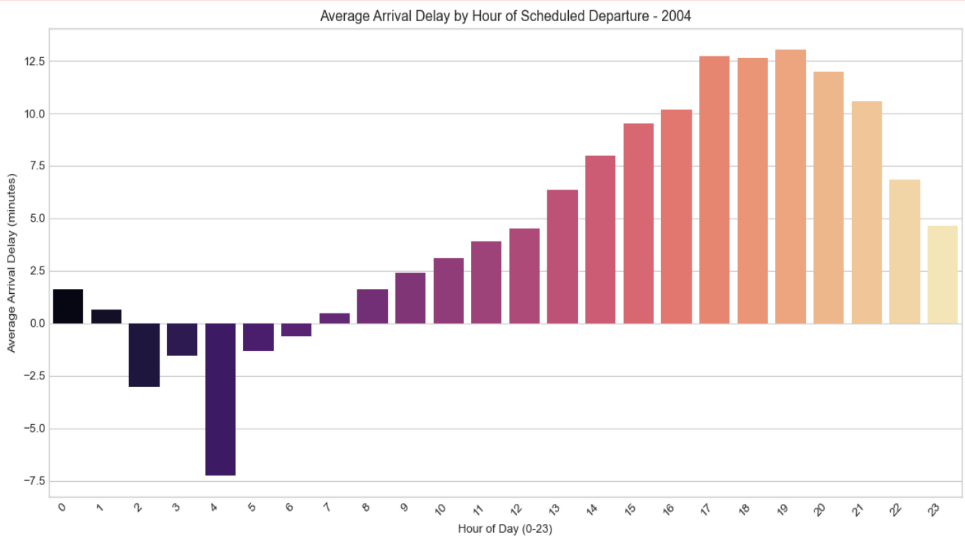 Average Arrival Delay by Hour of Scheduled Departure - 2004
Average Arrival Delay (minutes)
12.5
10.0
7.5
5.0
2.5
0.0
−2.5
−5.0
−7.5
0 1 2 3 4 5 6 7 8 9 10 11 12 13 14 15 16 17 18 19 20 21 22 23
Hour of Day (0-23)